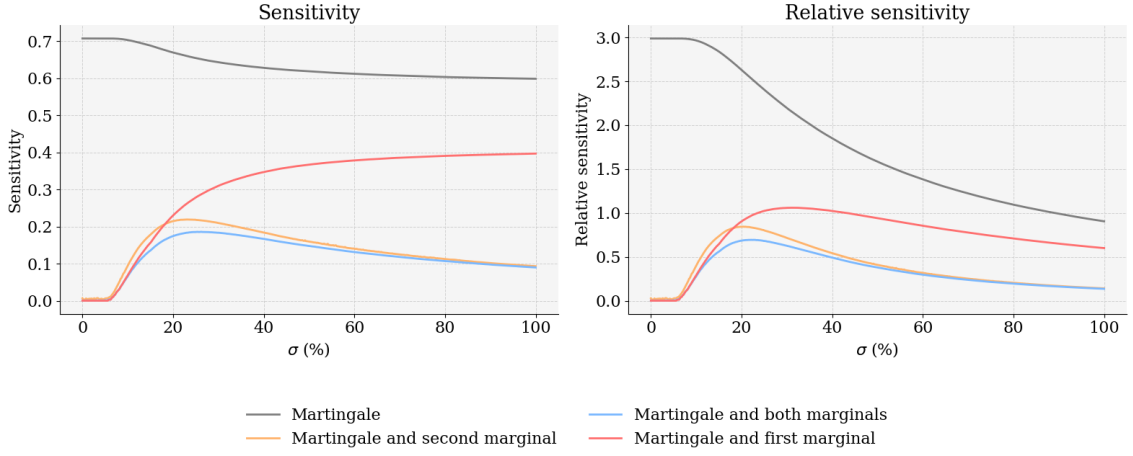 Sensitivity
Relative sensitivity
Sensitivity
0.7
0.6
0.5
0.4
0.3
0.2
0.1
0.0
0
20
40
60
80
100
σ (%)
Relative sensitivity
3.0
2.5
2.0
1.5
1.0
0.5
0.0
0
20
40
60
80
100
σ (%)
Martingale
Martingale and second marginal
Martingale and both marginals
Martingale and first marginal